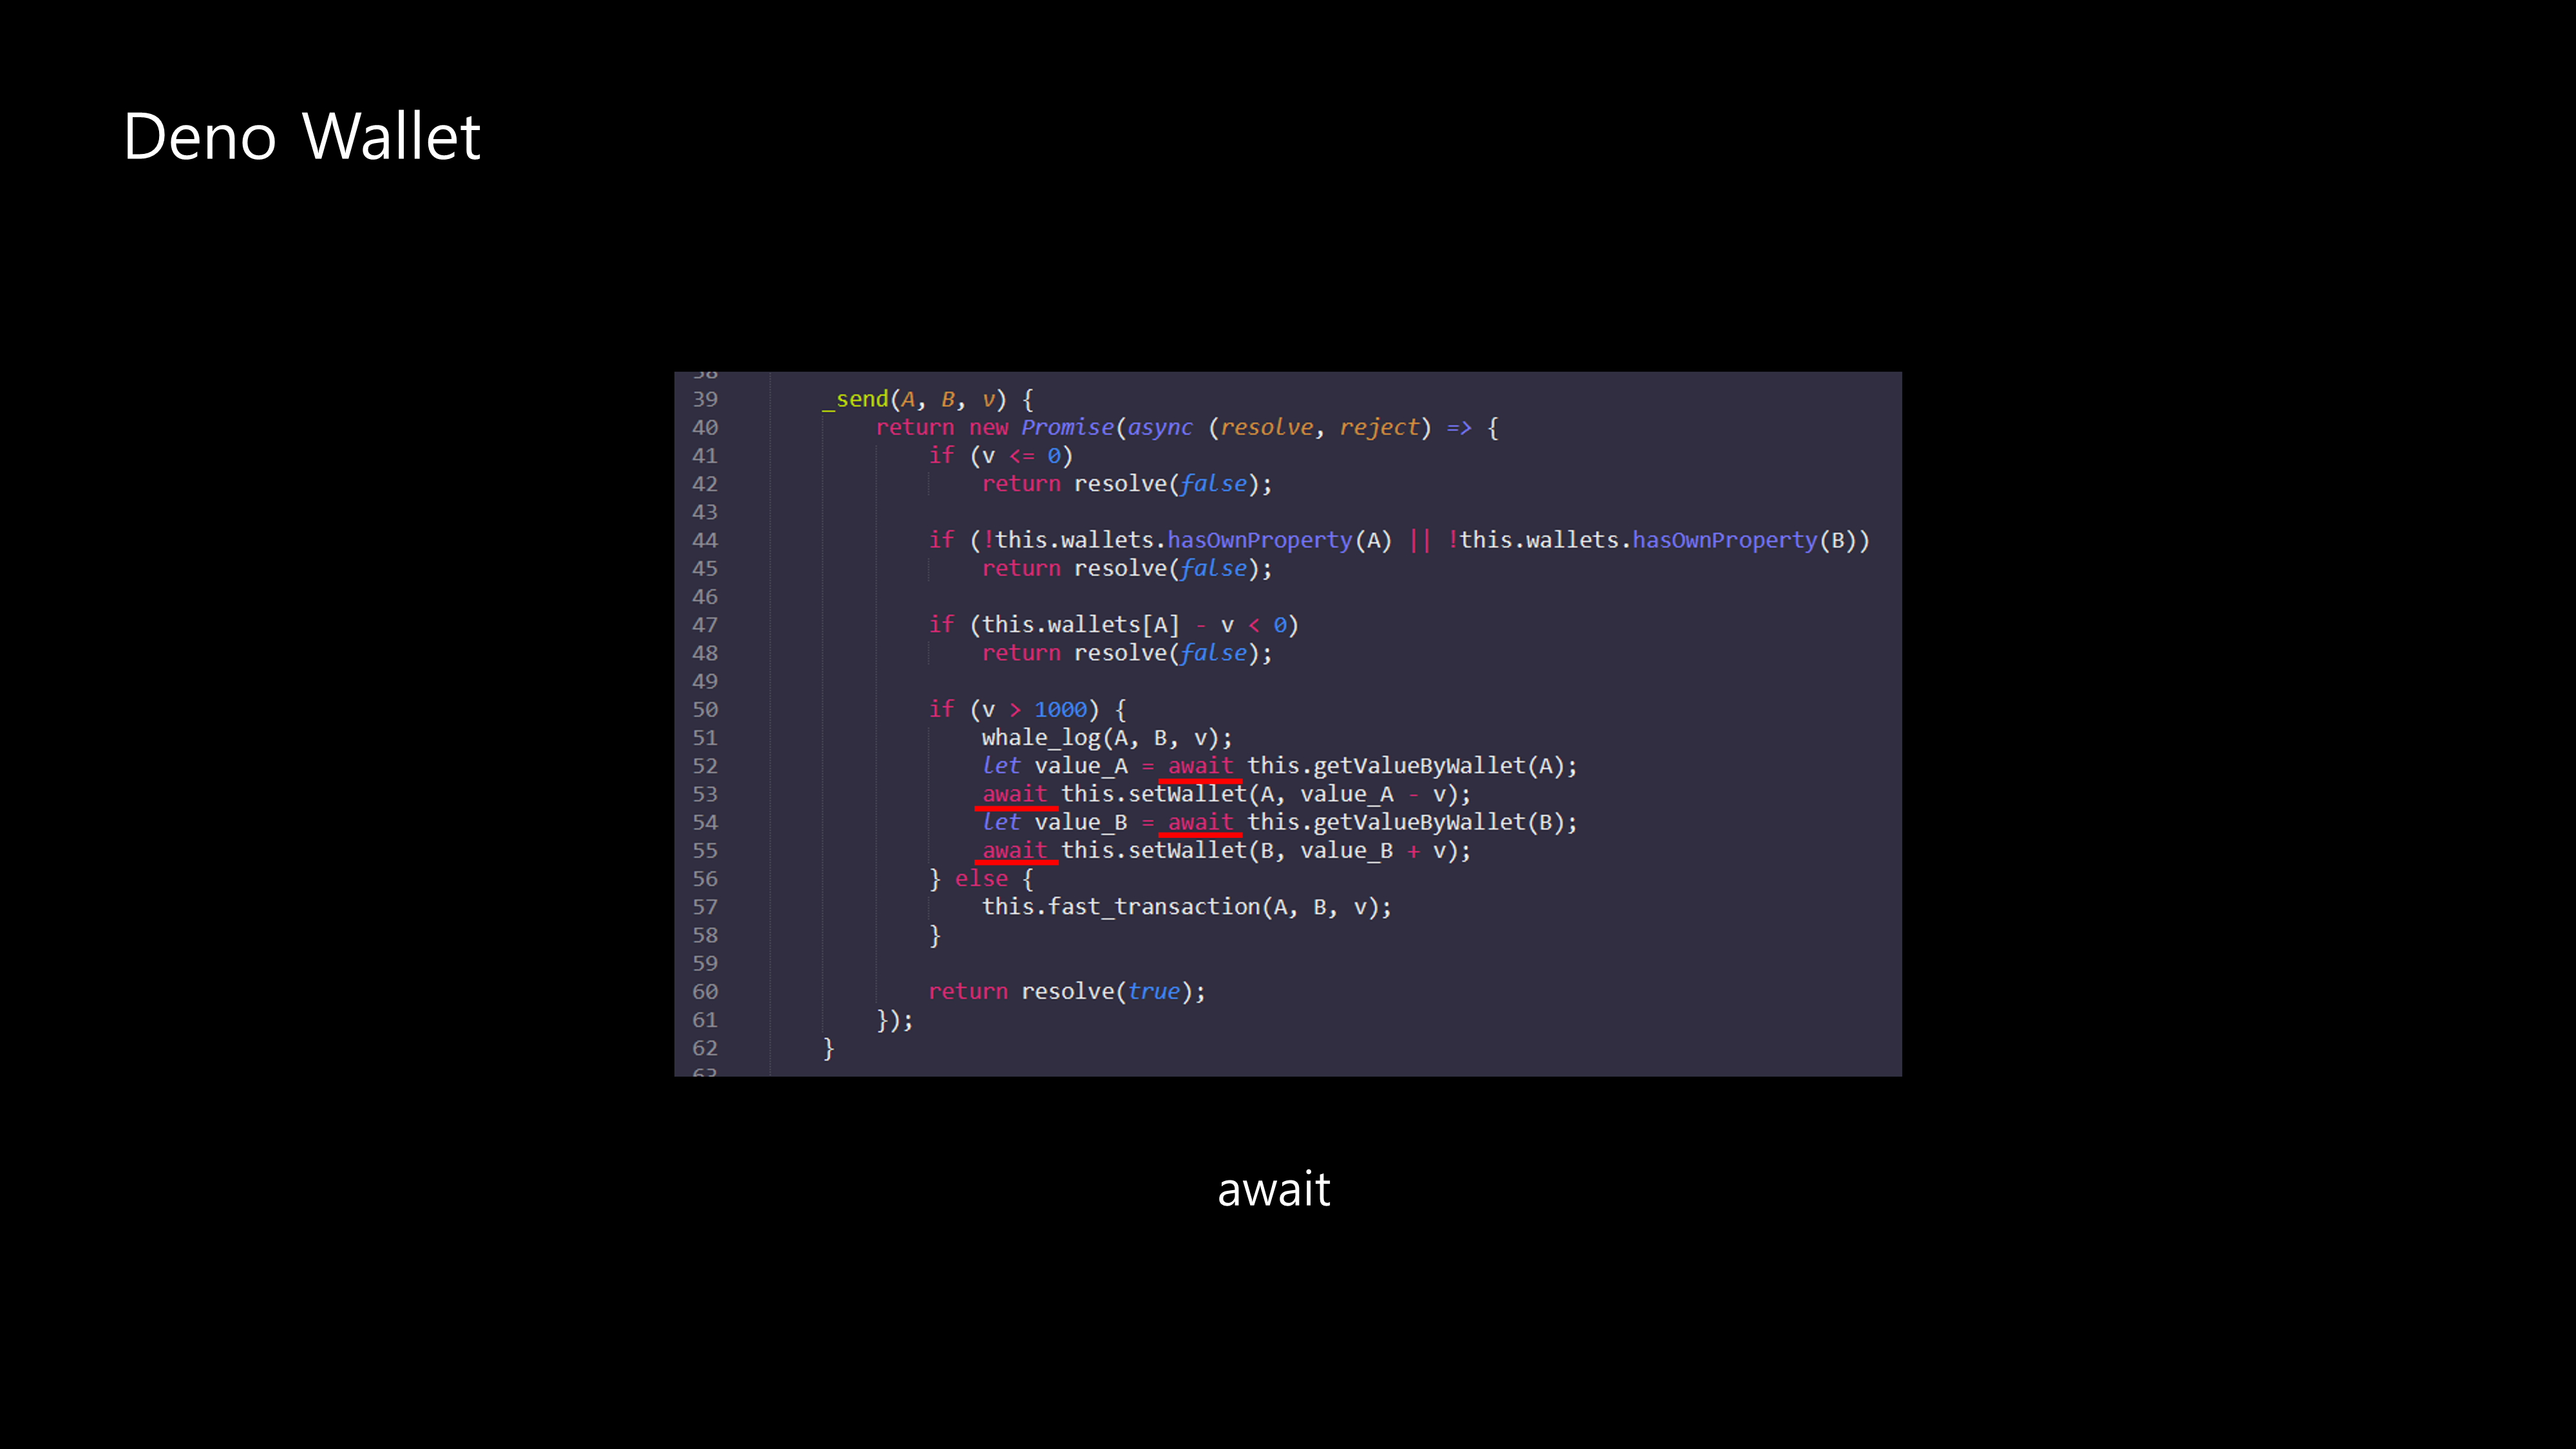 Deno Wallet
39 _send(A, B, v) {
40 return new Promise(async (resolve, reject) => {
41 if (v <= 0)
42 return resolve(false);
43
44 if (!this.wallets.hasOwnProperty(A) || !this.wallets.hasOwnProperty(B))
45 return resolve(false);
46
47 if (this.wallets[A] - v < 0)
48 return resolve(false);
49
50 if (v > 1000) {
51 whale_log(A, B, v);
52 let value_A = await this.getValueByWallet(A);
53 await this.setWallet(A, value_A - v);
54 let value_B = await this.getValueByWallet(B);
55 await this.setWallet(B, value_B + v);
56 } else {
57 this.fast_transaction(A, B, v);
58 }
59
60 return resolve(true);
61 });
62 }
await